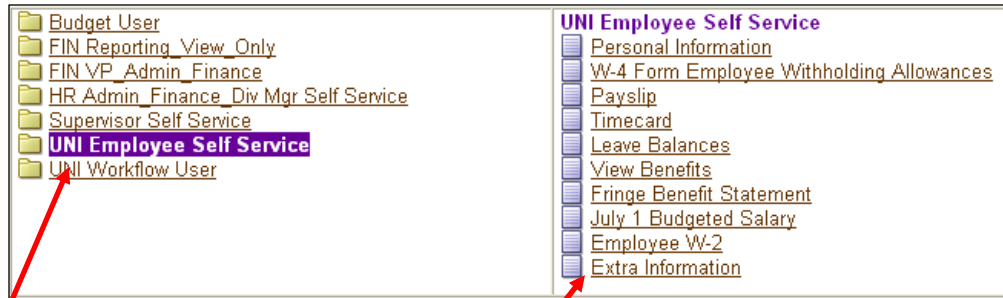 Budget User
FIN Reporting_View_Only
FIN VP_Admin_Finance
HR Admin_Finance_Div Mgr Self Service
Supervisor Self Service
UNI Employee Self Service
UNI Workflow User
UNI Employee Self Service
Personal Information
W-4 Form Employee Withholding Allowances
Payslip
Timecard
Leave Balances
View Benefits
Fringe Benefit Statement
July 1 Budgeted Salary
Employee W-2
Extra Information